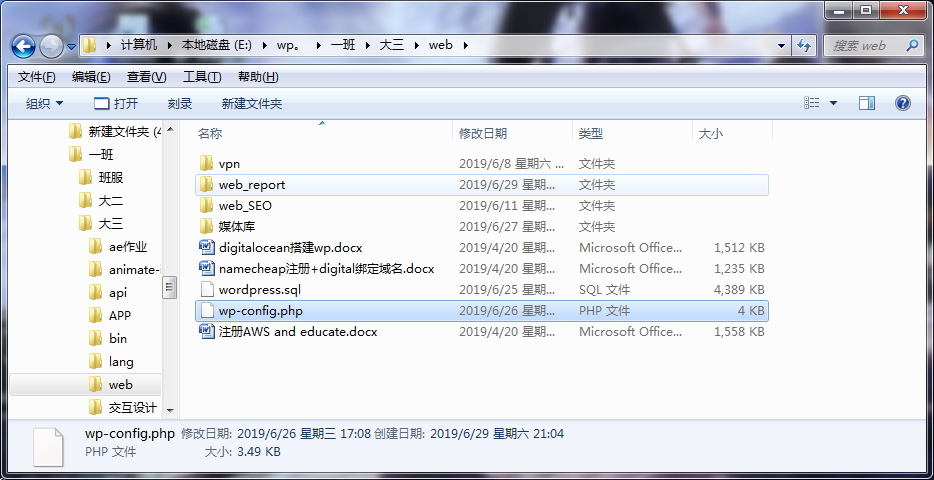 计算机 ▸ 本地磁盘 (E:) ▸ wp。 ▸ 一班 ▸ 大三 ▸ web ▸
搜索 web
文件(F) 编辑(E) 查看(V) 工具(T) 帮助(H)
组织 打开 刻录 新建文件夹
新建文件夹 (4
一班
班服
大二
大三
ae作业
animate-
api
APP
bin
lang
web
交互设计
名称 修改日期 类型 大小
vpn 2019/6/8 星期六 ... 文件夹
web_report 2019/6/29 星期... 文件夹
web_SEO 2019/6/11 星期... 文件夹
媒体库 2019/6/27 星期... 文件夹
digitalocean搭建wp.docx 2019/4/20 星期... Microsoft Office... 1,512 KB
namecheap注册+digital绑定域名.docx 2019/4/20 星期... Microsoft Office... 1,235 KB
wordpress.sql 2019/6/25 星期... SQL 文件 4,389 KB
wp-config.php 2019/6/26 星期... PHP 文件 4 KB
注册AWS and educate.docx 2019/4/20 星期... Microsoft Office... 1,558 KB
wp-config.php 修改日期: 2019/6/26 星期三 17:08 创建日期: 2019/6/29 星期六 21:04
PHP 文件 大小: 3.49 KB